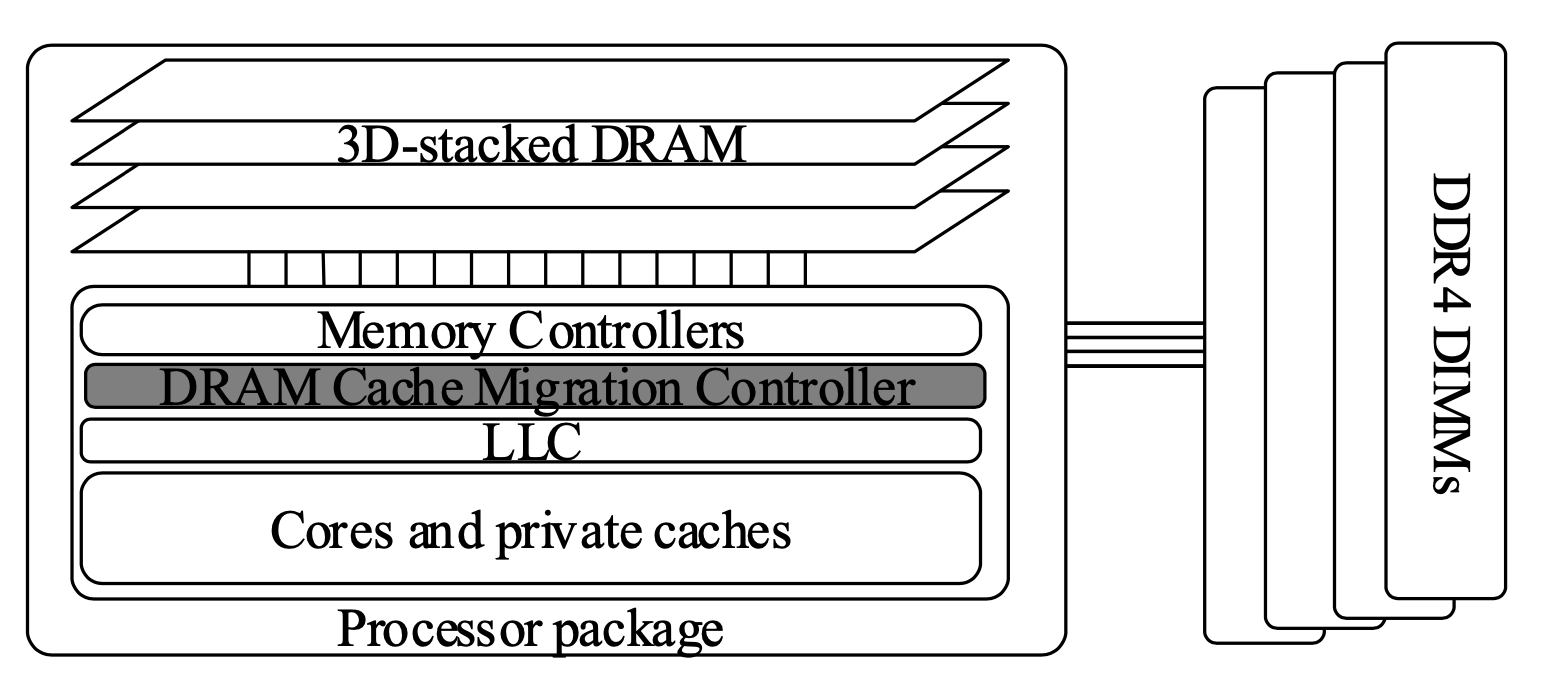 3D-stacked DRAM
Memory Controllers
DRAM Cache Migration Controller
LLC
Cores and private caches
Processor package
DDR4 DIMMs